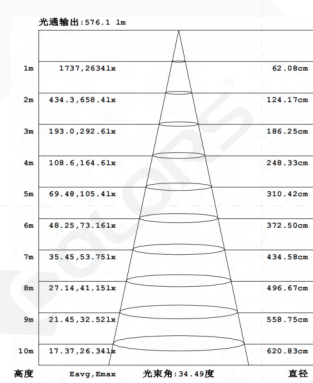 光通输出:576.1 lm
1m 1737,2634lx 62.08cm
2m 434.3,658.4lx 124.17cm
3m 193.0,292.6lx 186.25cm
4m 108.6,164.6lx 248.33cm
5m 69.48,105.4lx 310.42cm
6m 48.25,73.16lx 372.50cm
7m 35.45,53.75lx 434.58cm
8m 27.14,41.15lx 496.67cm
9m 21.45,32.52lx 558.75cm
10m 17.37,26.34lx 620.83cm
高度 Eavg,Emax 光束角:34.49度 直径